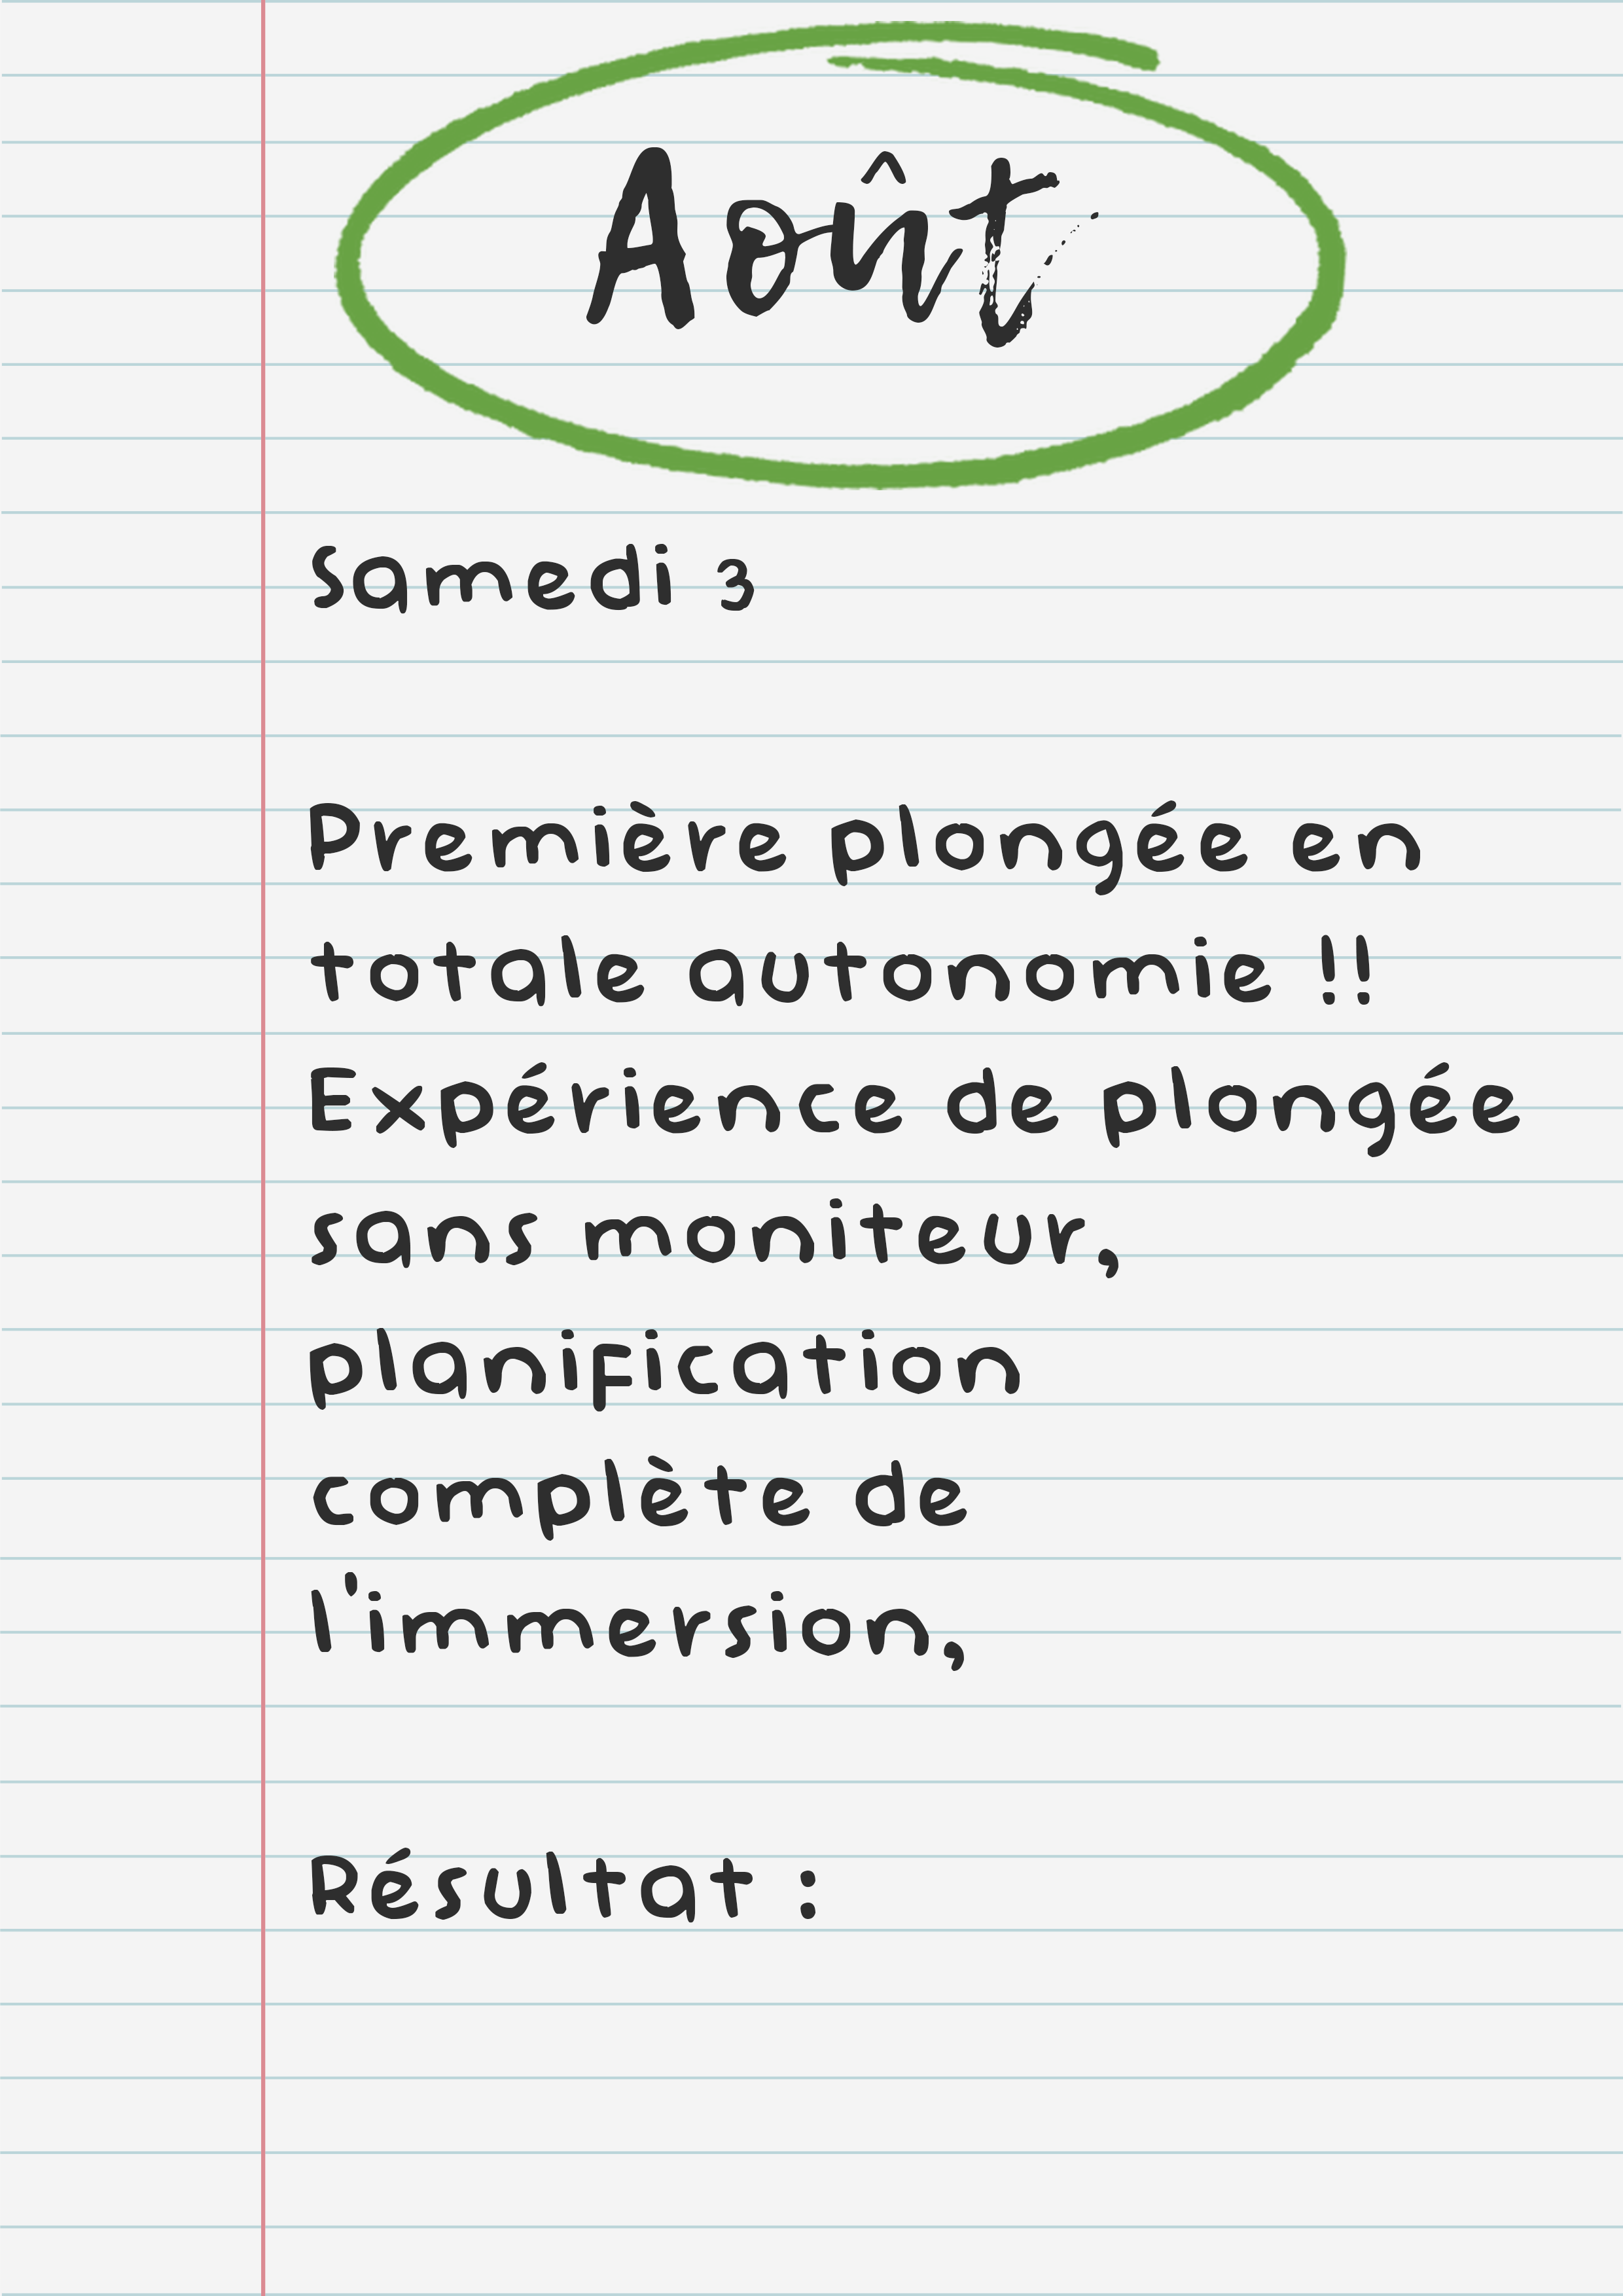 Août
Samedi 3
Première plongée en
totale autonomie !!
Expérience de plongée
sans moniteur,
planification
complète de
l'immersion,
Résultat :